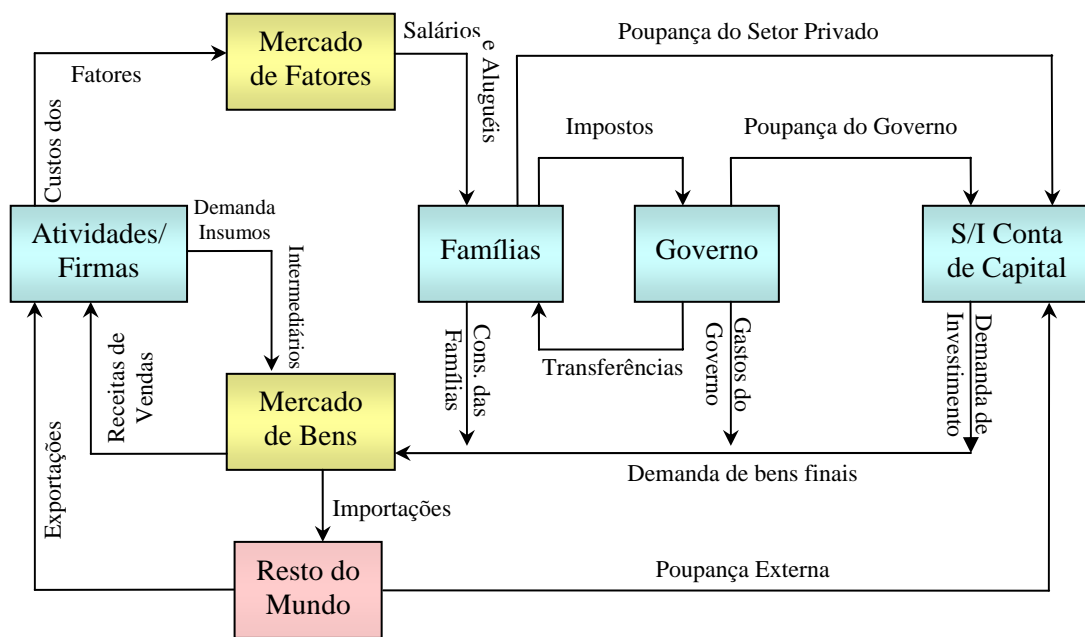 Mercado
de Fatores
Salários
e Aluguéis
Poupança do Setor Privado
Fatores
Custos dos
Impostos
Poupança do Governo
Atividades/
Firmas
Demanda
Insumos
Intermediários
Famílias
Governo
S/I Conta
de Capital
Receitas de
Vendas
Cons. das
Famílias
Transferências
Gastos do
Governo
Demanda de
Investimento
Mercado
de Bens
Demanda de bens finais
Exportações
Importações
Resto do
Mundo
Poupança Externa